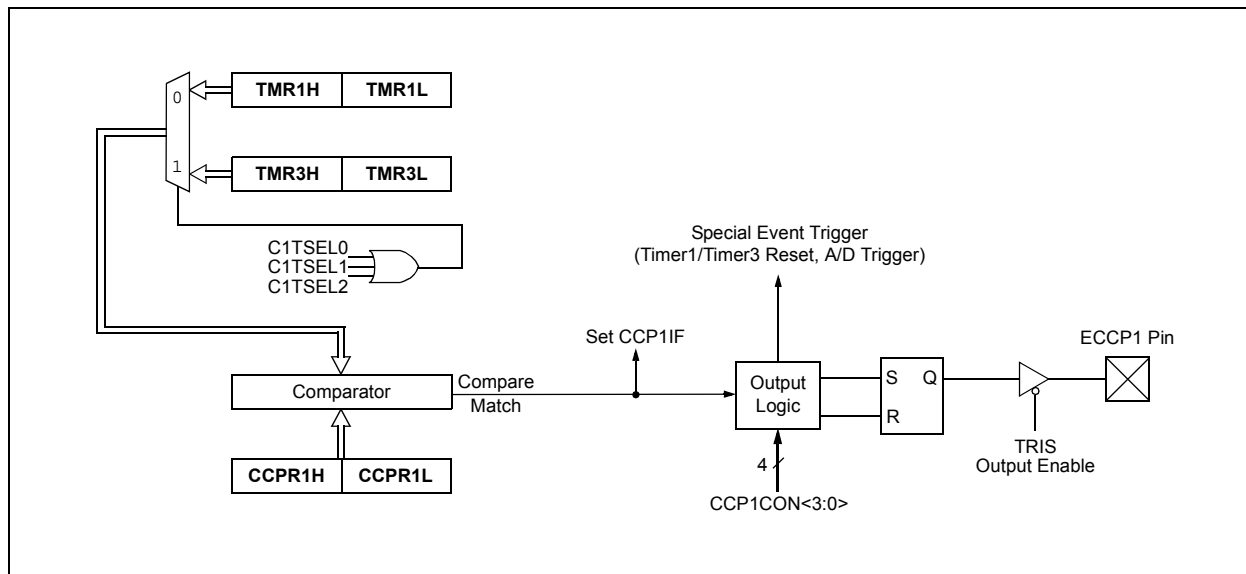 0
TMR1H TMR1L
1
TMR3H TMR3L
C1TSEL0
C1TSEL1
C1TSEL2
Special Event Trigger
(Timer1/Timer3 Reset, A/D Trigger)
Set CCP1IF
ECCP1 Pin
Comparator
Compare
Match
Output
Logic
S Q
R
TRIS
Output Enable
CCPR1H CCPR1L
4
CCP1CON<3:0>